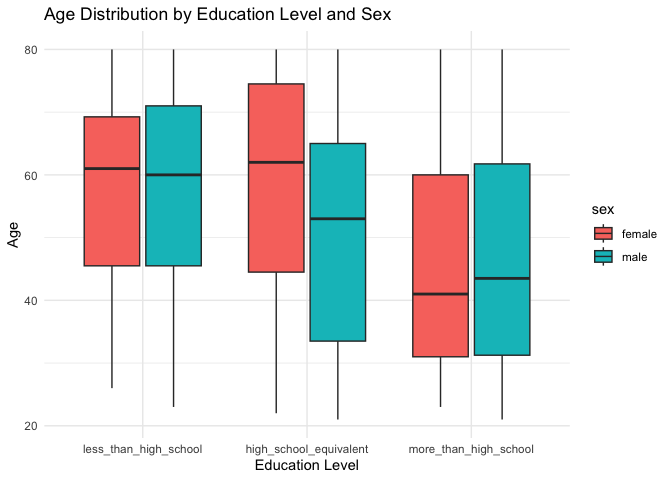 Age Distribution by Education Level and Sex
80
60
40
20
Age
less_than_high_school
high_school_equivalent
more_than_high_school
Education Level
sex
female
male